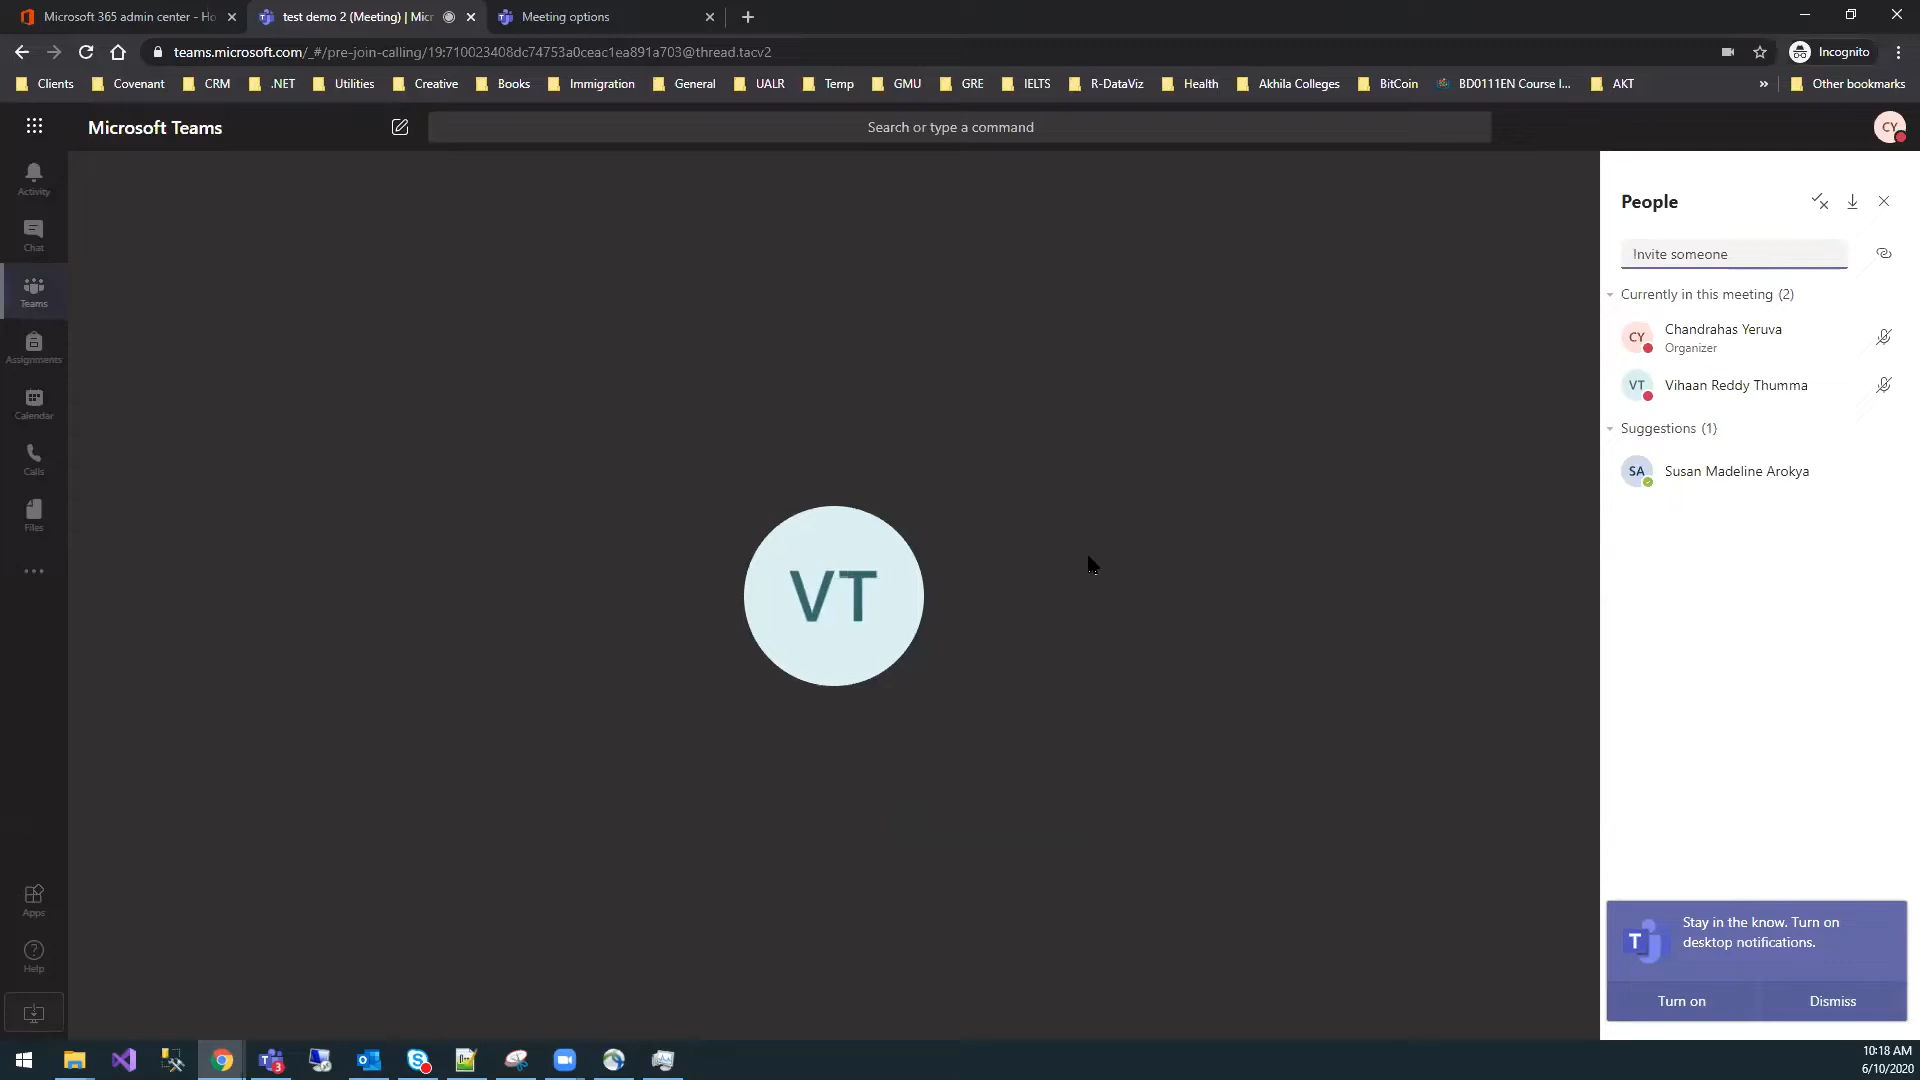 Microsoft 365 admin center - Ho
test demo 2 (Meeting) | Micr
Meeting options
teams.microsoft.com/_#/pre-join-calling/19:710023408dc74753a0ceac1ea891a703@thread.tacv2
Incognito
Clients
Covenant
CRM
.NET
Utilities
Creative
Books
Immigration
General
UALR
Temp
GMU
GRE
IELTS
R-DataViz
Health
Akhila Colleges
BitCoin
BD0111EN Course I...
AKT
»
Other bookmarks
Microsoft Teams
Search or type a command
CY
Activity
Chat
Teams
Assignments
Calendar
Calls
Files
Apps
Help
VT
People
Invite someone
Currently in this meeting (2)
CY
Chandrahas Yeruva
Organizer
VT
Vihaan Reddy Thumma
Suggestions (1)
SA
Susan Madeline Arokya
T
Stay in the know. Turn on
desktop notifications.
Turn on
Dismiss
3
10:18 AM
6/10/2020